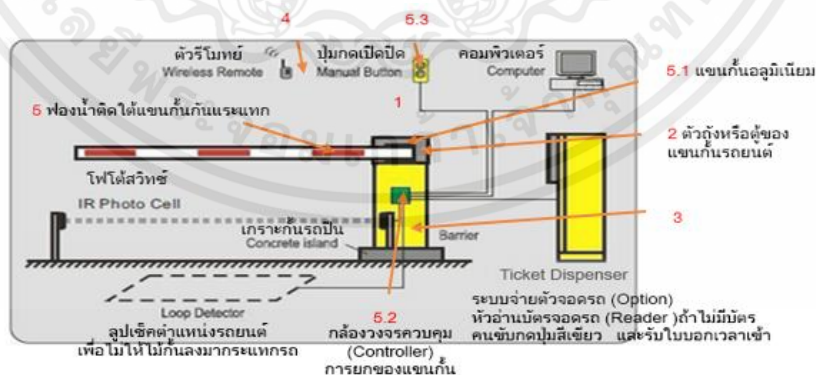 4
5.3
ตัวรีโมทย์
Wireless Remote
ปุ่มกดเปิดปิด
Manual Button
คอมพิวเตอร์
Computer
5.1 แขนกั้นอลูมิเนียม
1
5 ฟองน้ำติดใต้แขนกั้นกันแระแทก
2 ตัวถังหรือตู้ของ
แขนกั้นรถยนต์
โฟโต้สวิทช์
IR Photo Cell
3
เกราะกั้นรถปีน
Concrete island
Barrier
Ticket Dispenser
Loop Detector
ลูปเช็คตำแหน่งรถยนต์
เพื่อไม่ให้ไม้กั้นลงมากระแทกรถ
5.2
กล้องวงจรควบคุม
(Controller)
การยกของแขนกั้น
ระบบจ่ายตั๋วจอดรถ (Option)
หัวอ่านบัตรจอดรถ (Reader )ถ้าไม่มีบัตร
คนขับกดปุ่มสีเขียว และรับใบบอกเวลาเข้า